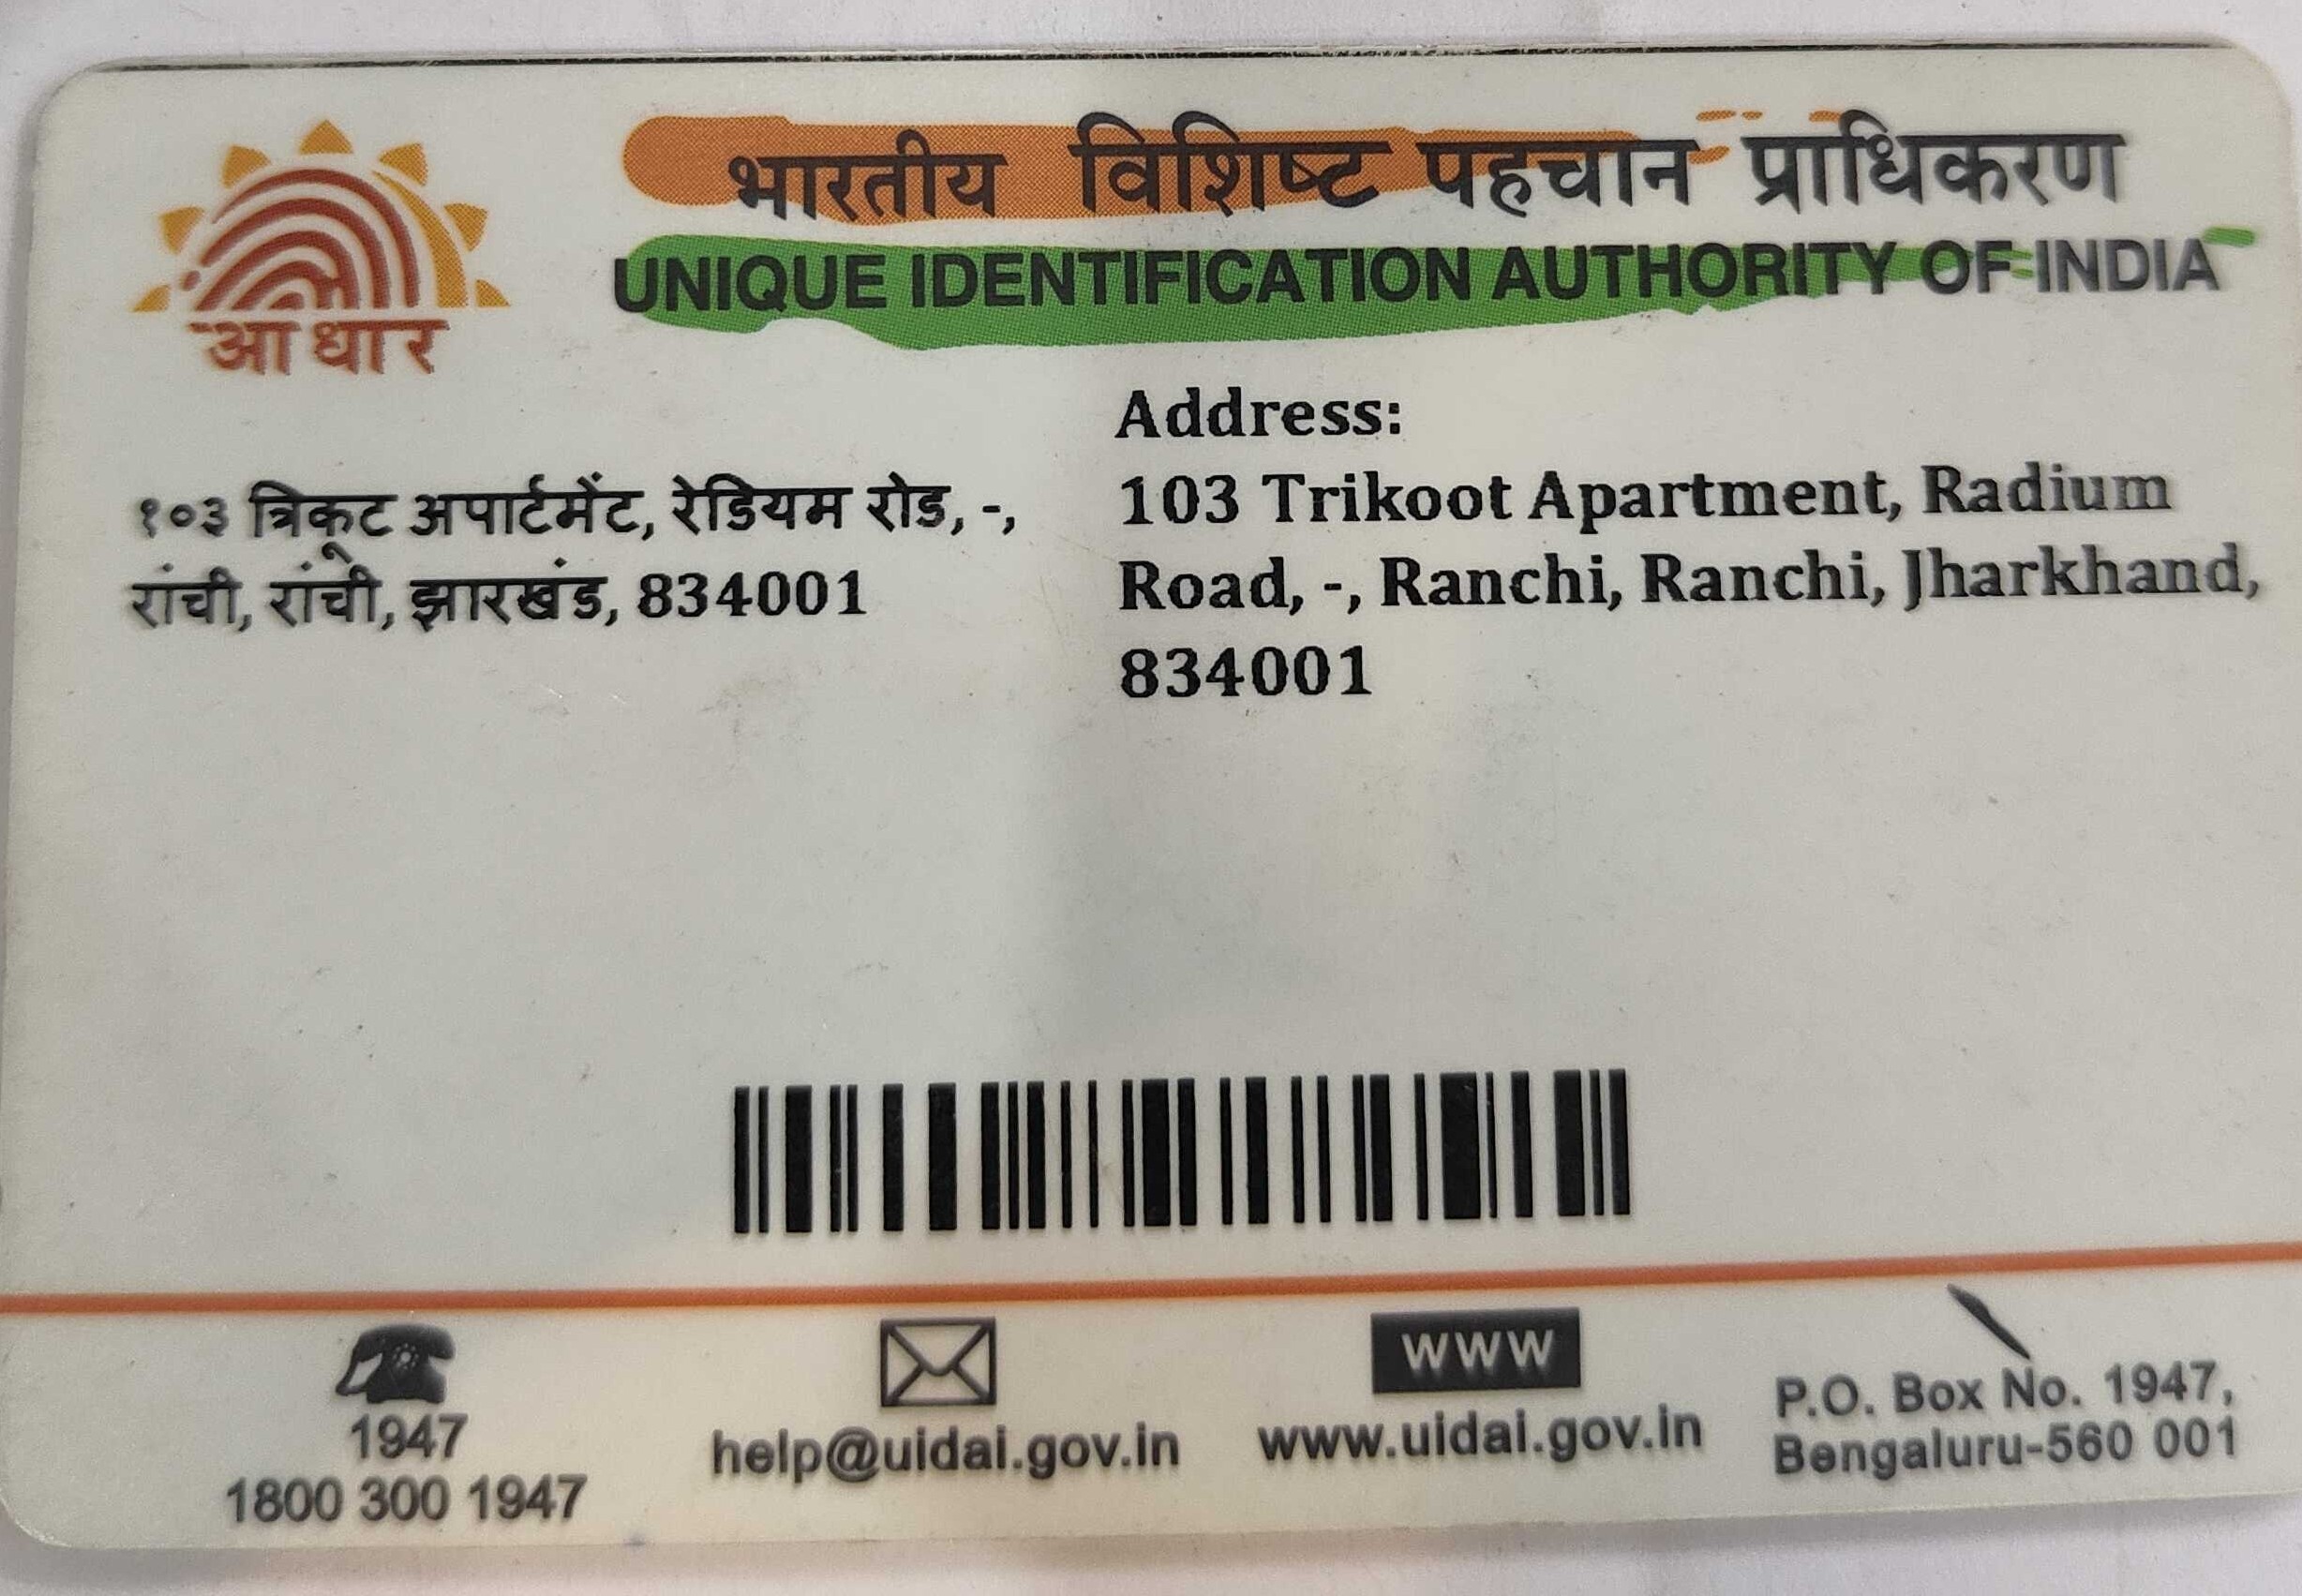 भारतीय विशिष्ट पहचान प्राधिकरण
UNIQUE IDENTIFICATION AUTHORITY OF INDIA
आधार
Address:
103 Trikoot Apartment, Radium
Road, -, Ranchi, Ranchi, Jharkhand,
834001
१०३ त्रिकूट अपार्टमेंट, रेडियम रोड, -,
रांची, रांची, झारखंड, 834001
1947
1800 300 1947
help@uidai.gov.in
WWW
www.uidai.gov.in
P.O. Box No. 1947,
Bengaluru-560 001